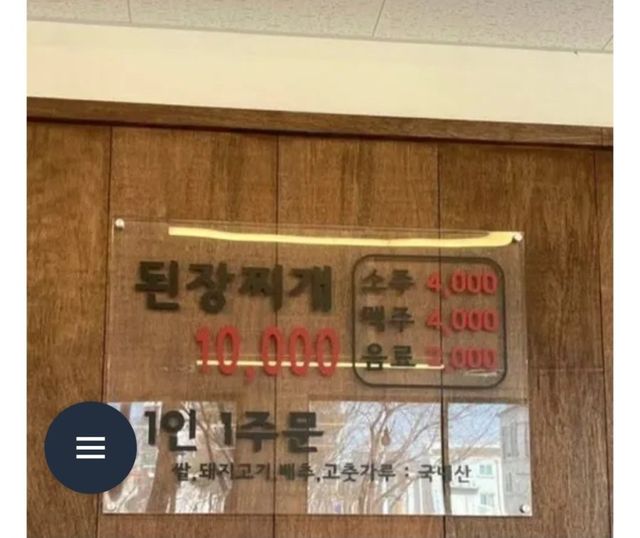 된장찌개
10,000
소주 4,000
맥주 4,000
음료 2,000
1인 1주문
쌀,돼지고기,배추,고춧가루 : 국내산